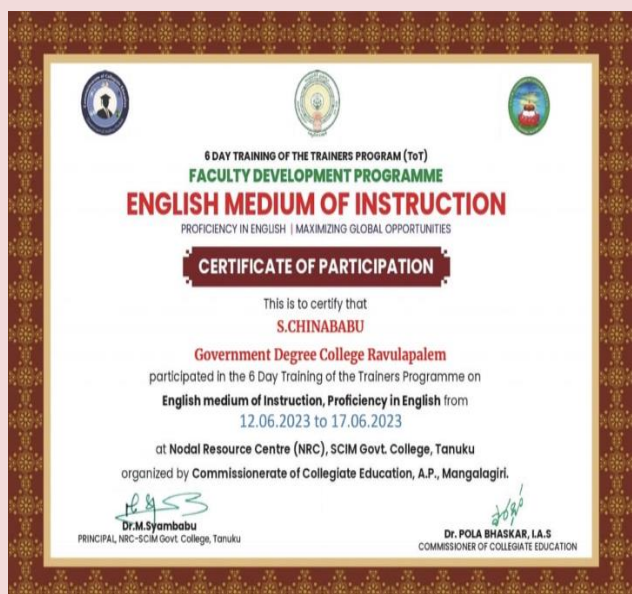 6 DAY TRAINING OF THE TRAINERS PROGRAM (ToT)
FACULTY DEVELOPMENT PROGRAMME
ENGLISH MEDIUM OF INSTRUCTION
PROFICIENCY IN ENGLISH | MAXIMIZING GLOBAL OPPORTUNITIES
CERTIFICATE OF PARTICIPATION
This is to certify that
S.CHINABABU
Government Degree College Ravulapalem
participated in the 6 Day Training of the Trainers Programme on
English medium of Instruction, Proficiency in English from
12.06.2023 to 17.06.2023
at Nodal Resource Centre (NRC), SCIM Govt. College, Tanuku
organized by Commissionerate of Collegiate Education, A.P., Mangalagiri.
Dr.M.Syambabu
PRINCIPAL, NRC-SCIM Govt. College, Tanuku
Dr. POLA BHASKAR, I.A.S
COMMISSIONER OF COLLEGIATE EDUCATION